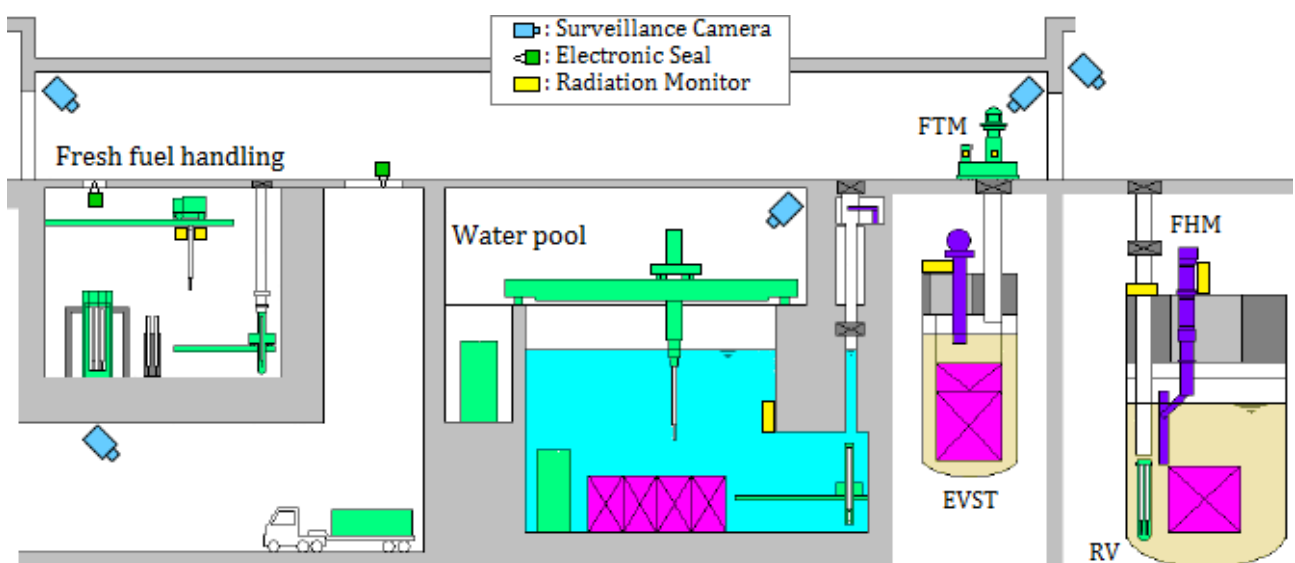 : Surveillance Camera
: Electronic Seal
: Radiation Monitor
FTM
Fresh fuel handling
Water pool
FHM
EVST
RV